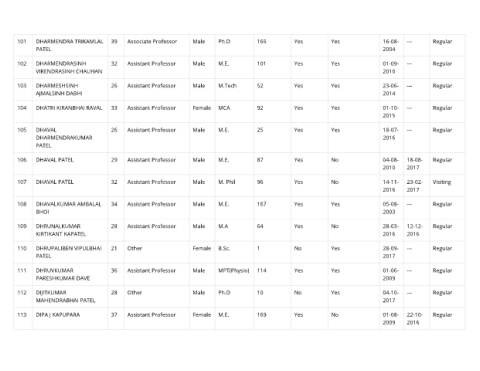 101 DHARMENDRA TRIKAMLAL 39 Associate Professor Male Ph.D 165 Yes Yes 16-08- --- Regular
PATEL 2004
102 DHARMENDRASINH 32 Assistant Professor Male M.E. 101 Yes Yes 01-09- --- Regular
VIRENDRASINH CHAUHAN 2010
103 DHARMESHSINH 26 Assistant Professor Male M.Tech 52 Yes Yes 23-06- --- Regular
AJMALSINH DABHI 2014
104 DHATRI KIRANBHAI RAVAL 33 Assistant Professor Female MCA 92 Yes Yes 01-10- --- Regular
2015
105 DHAVAL 26 Assistant Professor Male M.E. 25 Yes Yes 18-07- --- Regular
DHARMENDRAKUMAR 2016
PATEL
106 DHAVAL PATEL 29 Assistant Professor Male M.E. 87 Yes No 04-08- 18-08- Regular
2010 2017
107 DHAVAL PATEL 32 Assistant Professor Male M. Phil 96 Yes No 14-11- 23-02- Visiting
2016 2017
108 DHAVALKUMAR AMBALAL 34 Assistant Professor Male M.E. 167 Yes Yes 05-08- --- Regular
BHOI 2003
109 DHRUNALKUMAR 28 Assistant Professor Male M.A 64 Yes No 28-03- 12-12- Regular
KIRTIKANT KAPATEL 2016 2016
110 DHRUPALIBEN VIPULBHAI 21 Other Female B.Sc. 1 No Yes 28-09- --- Regular
PATEL 2017
111 DHRUVKUMAR 36 Assistant Professor Male MPT(Physio) 114 Yes Yes 01-06- --- Regular
PARESHKUMAR DAVE 2009
112 DIJITKUMAR 28 Other Male Ph.D 10 No Yes 04-10- --- Regular
MAHENDRABHAI PATEL 2017
113 DIPA J KAPUPARA 37 Assistant Professor Female M.E. 169 Yes No 01-08- 22-10- Regular
2009 2016